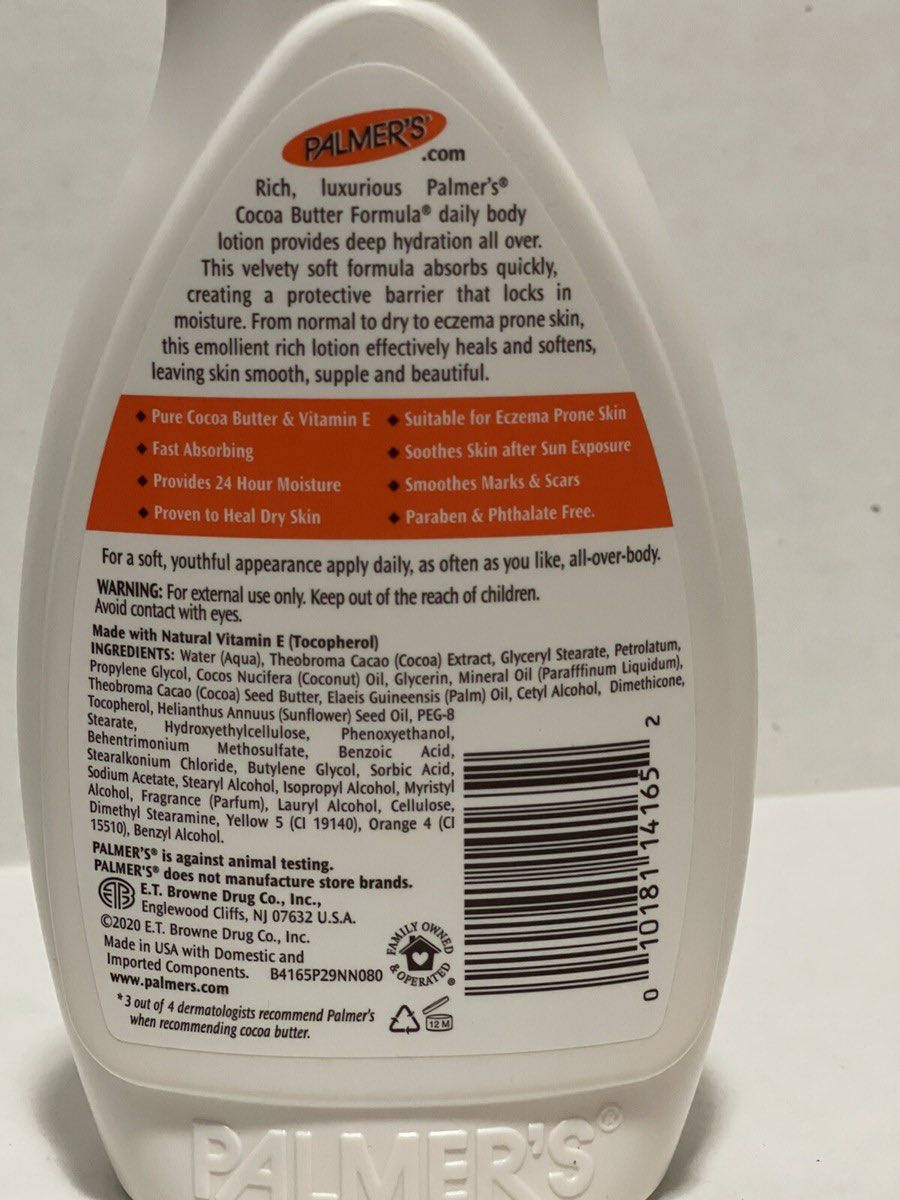 PALMER'S®
.com
Rich, luxurious Palmer's®
Cocoa Butter Formula® daily body
lotion provides deep hydration all over.
This velvety soft formula absorbs quickly,
creating a protective barrier that locks in
moisture. From normal to dry to eczema prone skin,
this emollient rich lotion effectively heals and softens,
leaving skin smooth, supple and beautiful.
◆ Pure Cocoa Butter & Vitamin E ◆ Suitable for Eczema Prone Skin
◆ Fast Absorbing ◆ Soothes Skin after Sun Exposure
◆ Provides 24 Hour Moisture ◆ Smoothes Marks & Scars
◆ Proven to Heal Dry Skin ◆ Paraben & Phthalate Free.
For a soft, youthful appearance apply daily, as often as you like, all-over-body.
WARNING: For external use only. Keep out of the reach of children.
Avoid contact with eyes.
Made with Natural Vitamin E (Tocopherol)
INGREDIENTS: Water (Aqua), Theobroma Cacao (Cocoa) Extract, Glyceryl Stearate, Petrolatum,
Propylene Glycol, Cocos Nucifera (Coconut) Oil, Glycerin, Mineral Oil (Parafffinum Liquidum),
Theobroma Cacao (Cocoa) Seed Butter, Elaeis Guineensis (Palm) Oil, Cetyl Alcohol, Dimethicone,
Tocopherol, Helianthus Annuus (Sunflower) Seed Oil, PEG-8
Stearate, Hydroxyethylcellulose, Phenoxyethanol,
Behentrimonium Methosulfate, Benzoic Acid,
Stearalkonium Chloride, Butylene Glycol, Sorbic Acid,
Sodium Acetate, Stearyl Alcohol, Isopropyl Alcohol, Myristyl
Alcohol, Fragrance (Parfum), Lauryl Alcohol, Cellulose,
Dimethyl Stearamine, Yellow 5 (CI 19140), Orange 4 (CI
15510), Benzyl Alcohol.
PALMER'S® is against animal testing.
PALMER'S® does not manufacture store brands.
ETB
E.T. Browne Drug Co., Inc.,
Englewood Cliffs, NJ 07632 U.S.A.
©2020 E.T. Browne Drug Co., Inc.
Made in USA with Domestic and
Imported Components. B4165P29NN080
www.palmers.com
*3 out of 4 dermatologists recommend Palmer's
when recommending cocoa butter.
FAMILY OWNED
& OPERATED®
12 M
0 10181 14165 2
PALMER'S®